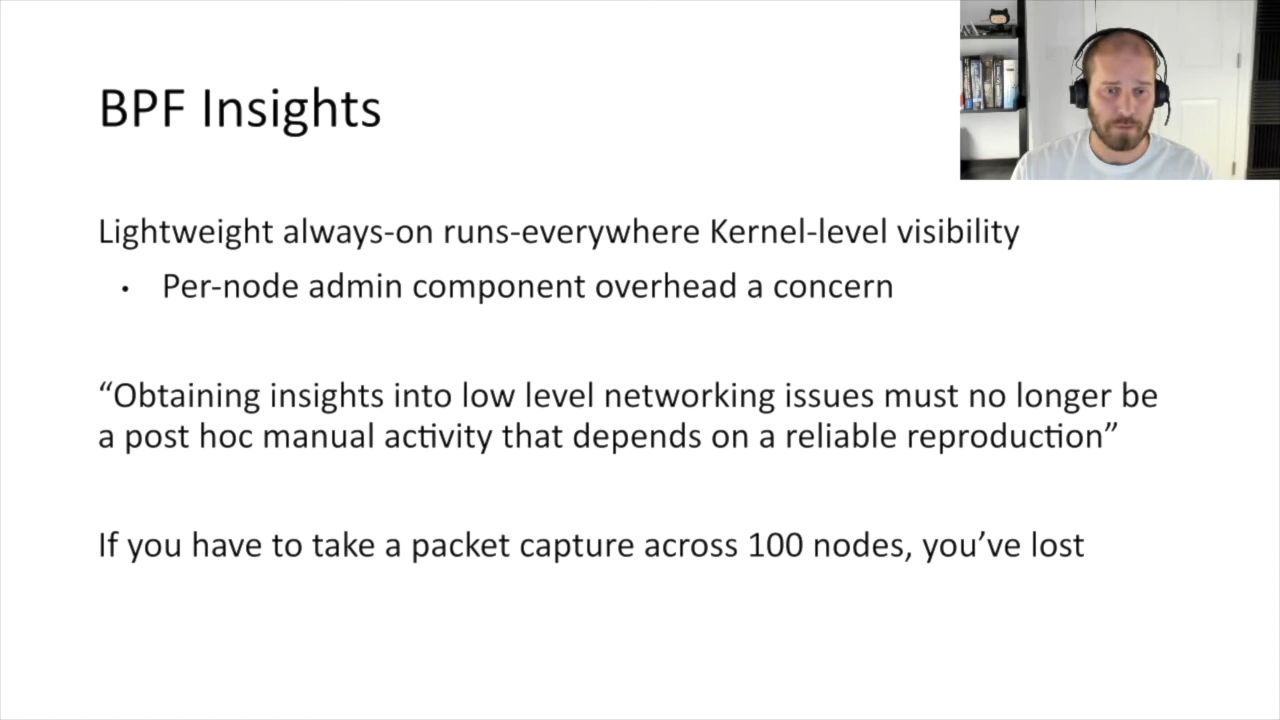 BPF Insights
Lightweight always-on runs-everywhere Kernel-level visibility
• Per-node admin component overhead a concern
“Obtaining insights into low level networking issues must no longer be
a post hoc manual activity that depends on a reliable reproduction”
If you have to take a packet capture across 100 nodes, you’ve lost